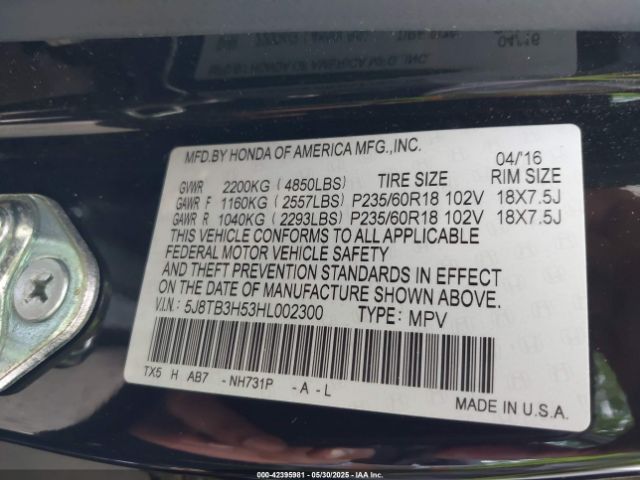 MFD.BY HONDA OF AMERICA MFG.,INC. 04/'16
GVWR 2200KG (4850LBS) TIRE SIZE RIM SIZE
GAWR F 1160KG (2557LBS) P235/60R18 102V 18X7.5J
GAWR R 1040KG (2293LBS) P235/60R18 102V 18X7.5J
THIS VEHICLE CONFORMS TO ALL APPLICABLE
FEDERAL MOTOR VEHICLE SAFETY
AND THEFT PREVENTION STANDARDS IN EFFECT
ON THE DATE OF MANUFACTURE SHOWN ABOVE.
V.I.N.: 5J8TB3H53HL002300 TYPE: MPV
TX5 H AB7 - NH731P - A - L
MADE IN U.S.A.
000-42395981 — 05/30/2025 — IAA Inc.